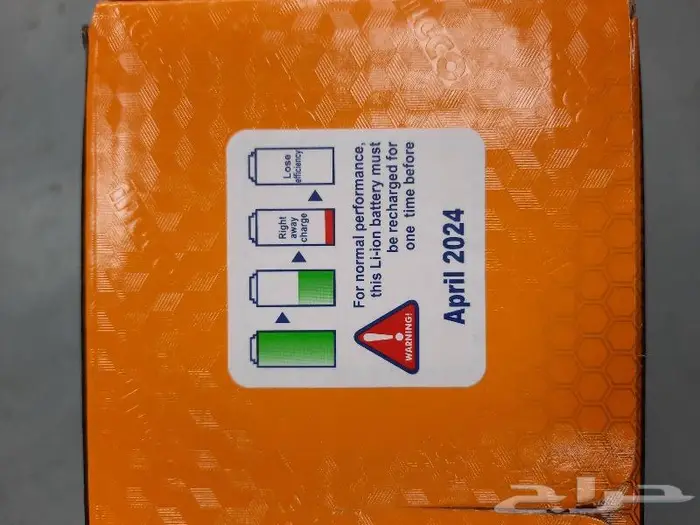 Right
away
charge
Lose
efficiency
WARNING!
For normal performance,
this LI-ion battery must
be recharged for
one time before
April 2024
حراج